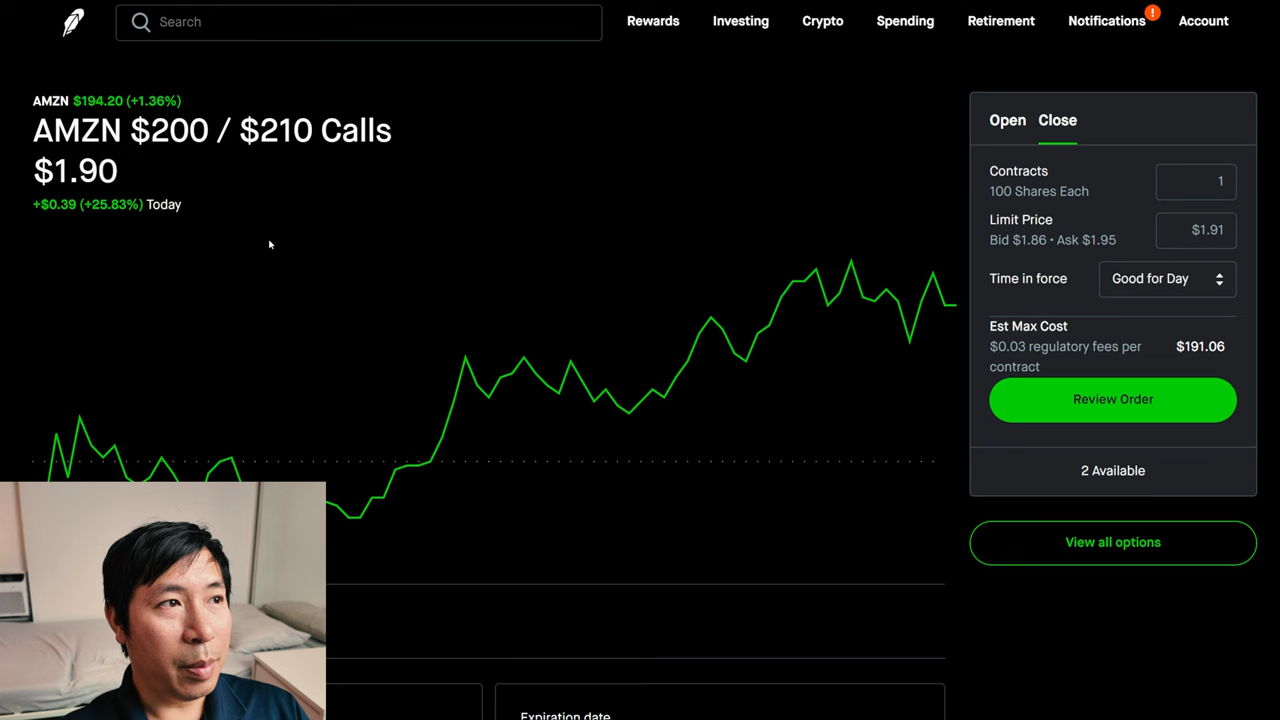 Search
Rewards
Investing
Crypto
Spending
Retirement
Notifications
!
Account
AMZN $194.20 (+1.36%)
AMZN $200 / $210 Calls
$1.90
+$0.39 (+25.83%) Today
Open Close
Contracts
100 Shares Each
1
Limit Price
Bid $1.86 • Ask $1.95
$1.91
Time in force
Good for Day
Est Max Cost
$0.03 regulatory fees per
contract
$191.06
Review Order
2 Available
View all options
Expiration date